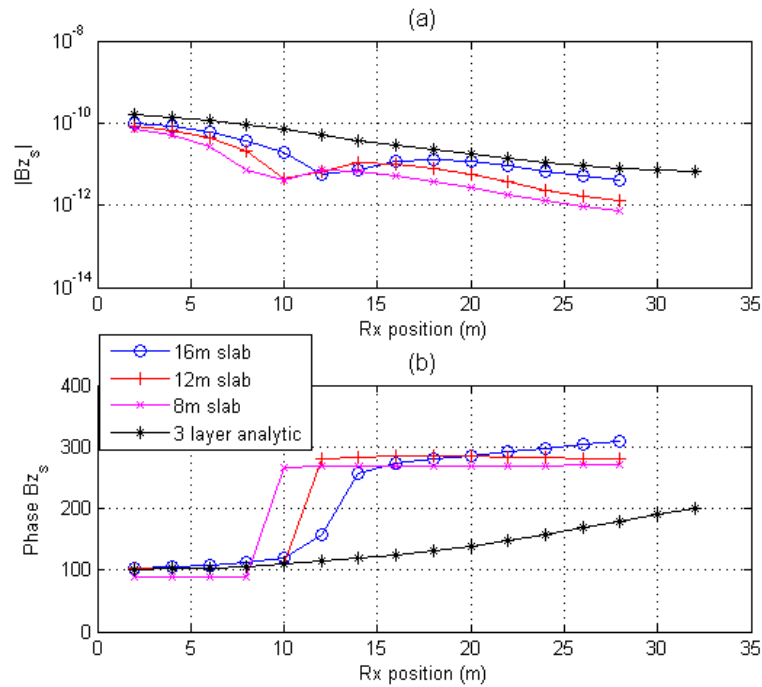 (a)
10^-8
10^-10
10^-12
10^-14
|Bz_s|
0 5 10 15 20 25 30 35
Rx position (m)
16m slab
12m slab
8m slab
3 layer analytic
(b)
400
300
200
100
0
Phase Bz_s
0 5 10 15 20 25 30 35
Rx position (m)